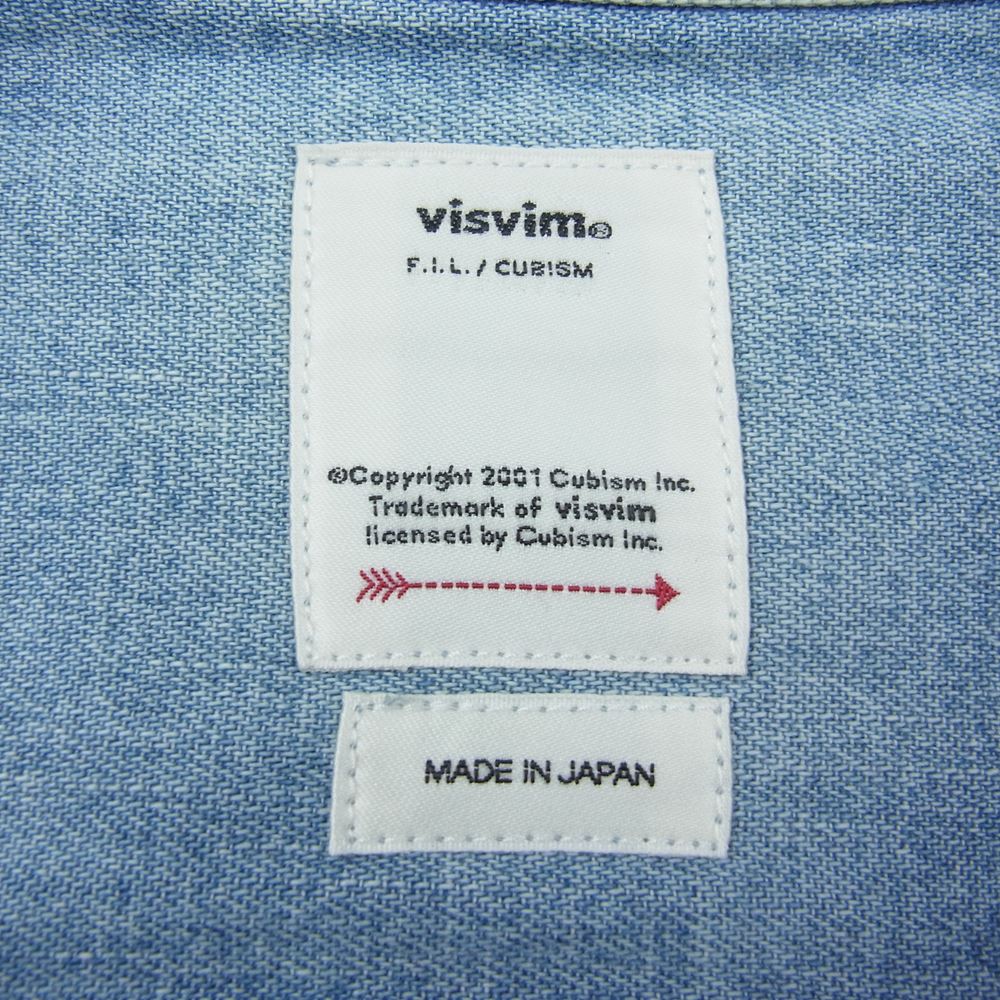 visvim®
F.I.L. / CUBISM
©Copyright 2001 Cubism Inc.
Trademark of visvim
licensed by Cubism Inc.
MADE IN JAPAN